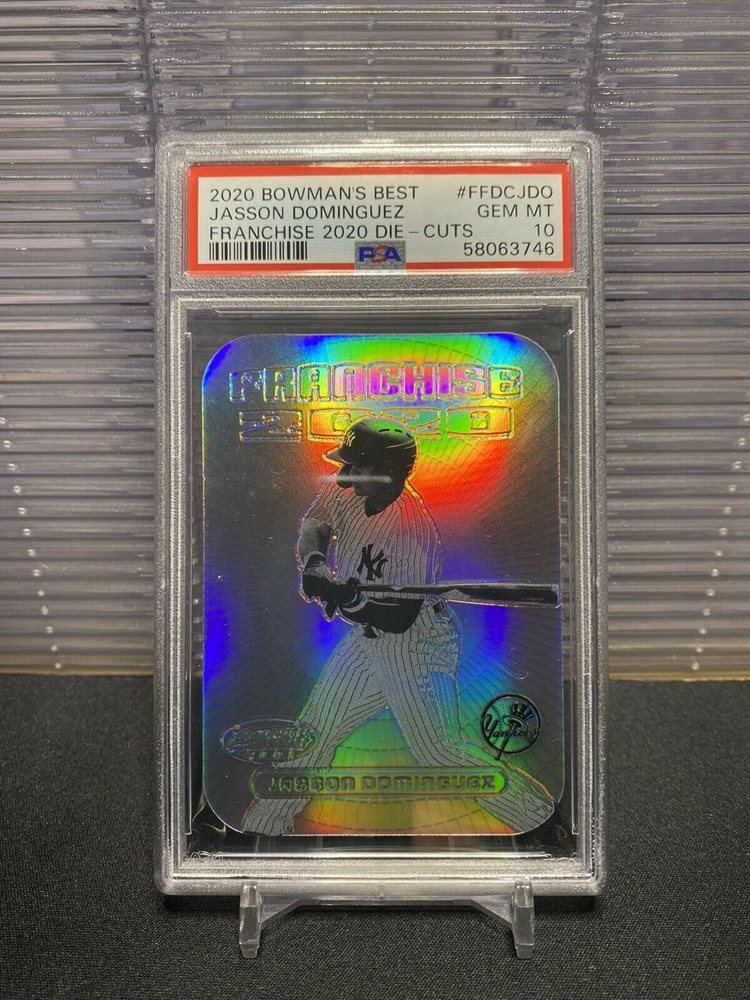 2020 BOWMAN'S BEST #FFDCJDO
JASSON DOMINGUEZ GEM MT
FRANCHISE 2020 DIE-CUTS 10
PSA 58063746
FRANCHISE
2020
NY
NY
Yankees
JASSON DOMINGUEZ